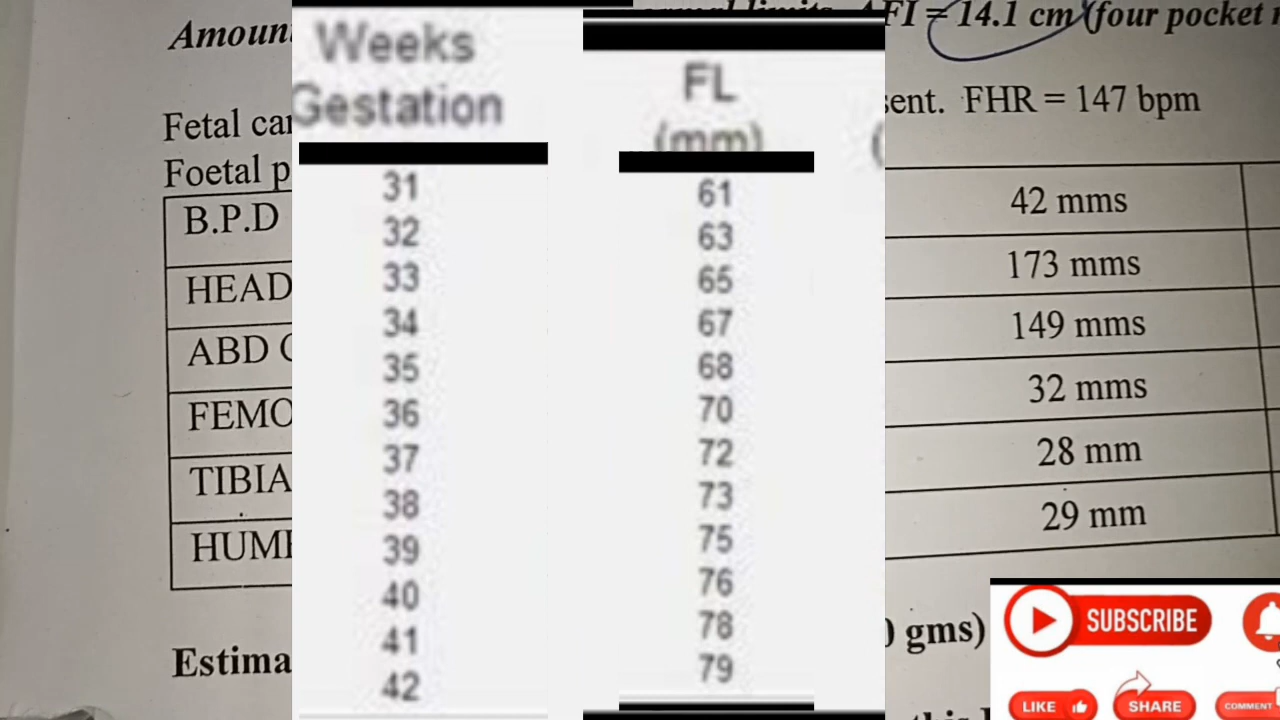 Amoun
FI = 14.1 cm (four pocket
Weeks
Gestation
FL
(mm)
Fetal car
sent. FHR = 147 bpm
Foetal p
B.P.D 42 mms
HEAD 173 mms
ABD 149 mms
FEMO 32 mms
TIBIA 28 mm
HUM 29 mm
31 61
32 63
33 65
34 67
35 68
36 70
37 72
38 73
39 75
40 76
41 78
42 79
Estima
) gms)
SUBSCRIBE
LIKE
SHARE
COMMENT